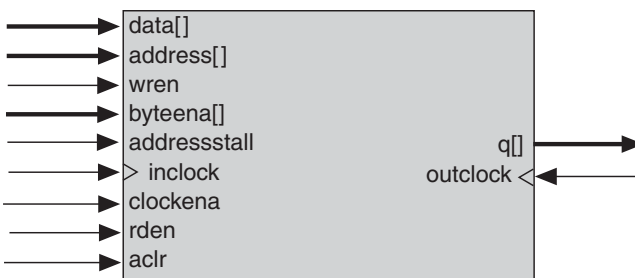 data[]
address[]
wren
byteena[]
addressstall
q[]
inclock
outclock
clockena
rden
aclr